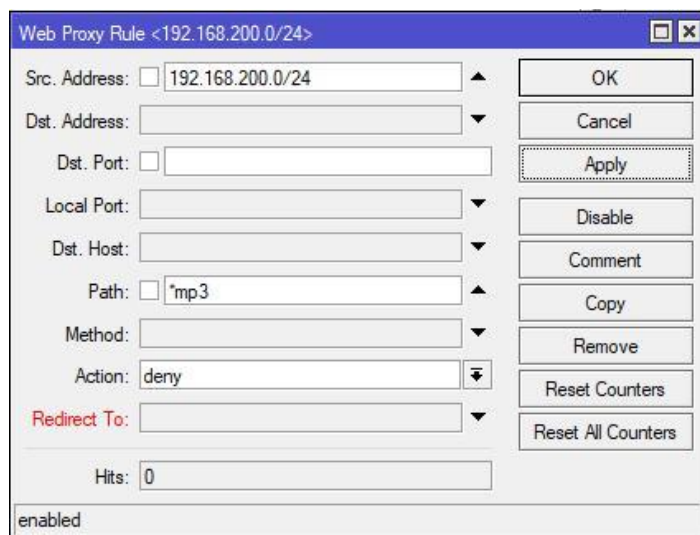 Web Proxy Rule <192.168.200.0/24>
Src. Address: 192.168.200.0/24
OK
Dst. Address:
Cancel
Dst. Port:
Apply
Local Port:
Disable
Dst. Host:
Comment
Path: *mp3
Copy
Method:
Remove
Action: deny
Reset Counters
Redirect To:
Reset All Counters
Hits: 0
enabled